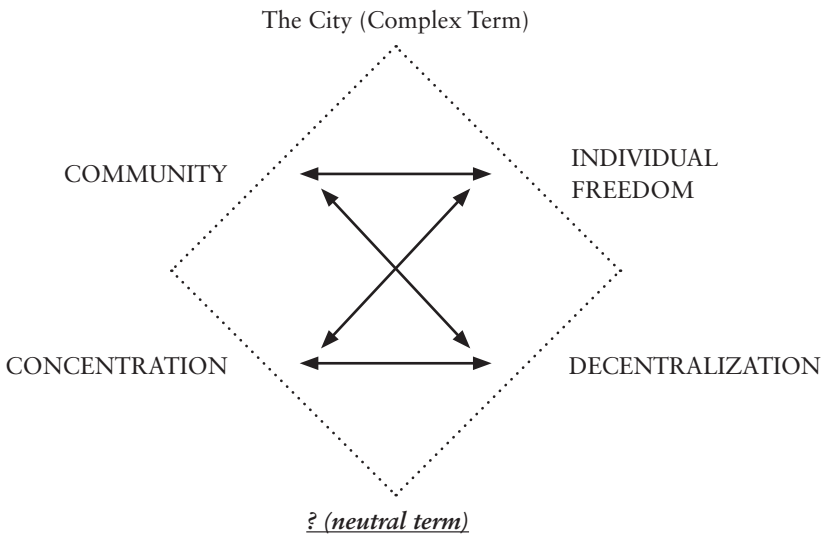 The City (Complex Term)
COMMUNITY
INDIVIDUAL
FREEDOM
CONCENTRATION
DECENTRALIZATION
? (neutral term)